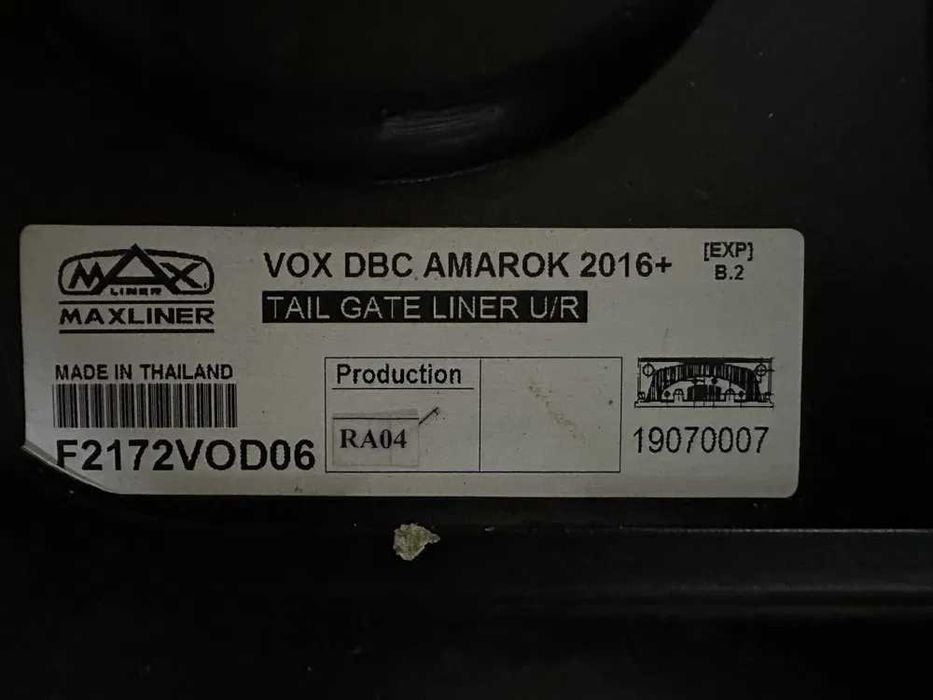 MAX
LINER
MAXLINER
VOX DBC AMAROK 2016+
TAIL GATE LINER U/R
[EXP]
B.2
MADE IN THAILAND
F2172VOD06
Production
RA04
19070007